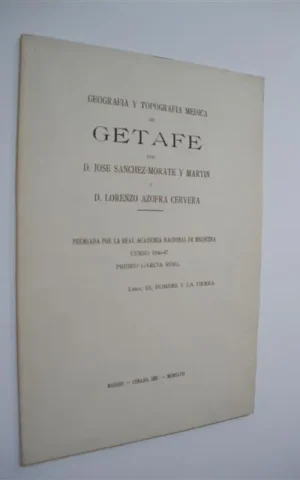 GEOGRAFIA Y TOPOGRAFIA MEDICA
DE
GETAFE
POR
D. JOSE SANCHEZ-MORATE Y MARTIN
Y
D. LORENZO AZOFRA CERVERA
PREMIADA POR LA REAL ACADEMIA NACIONAL DE MEDICINA
CURSO 1946-47
PREMIO GARCIA
LEMA: EL HOMBRE Y LA TIERRA
MADRID